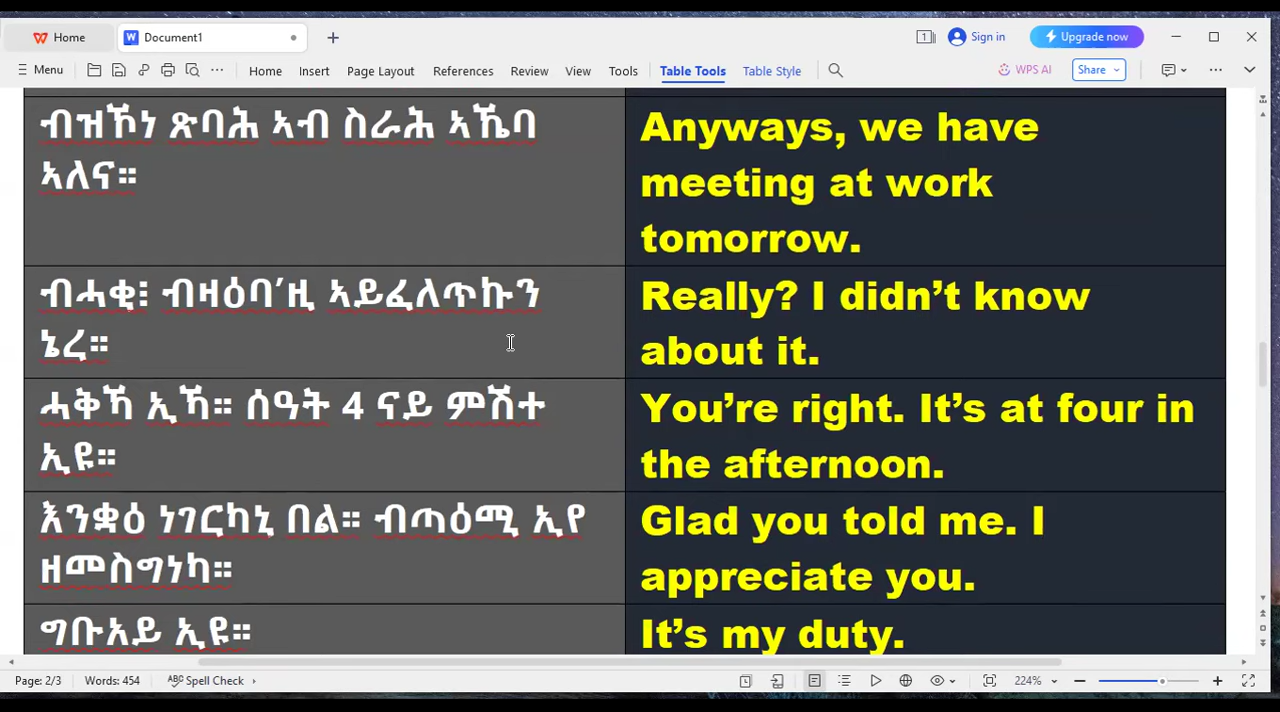 Home
Document1
1
Sign in
Upgrade now
Menu
Home Insert Page Layout References Review View Tools Table Tools Table Style
WPS AI
Share
ብዝኾነ ጽባሕ ኣብ ስራሕ ኣኼባ
ኣለና።
Anyways, we have
meeting at work
tomorrow.
ብሓቂ፧ ብዛዕባ’ዚ ኣይፈለጥኩን
ኔረ።
Really? I didn’t know
about it.
ሓቅኻ ኢኻ። ሰዓት 4 ናይ ምሸተ
ኢዩ።
You’re right. It’s at four in
the afternoon.
እንቋዕ ነገርካኒ በል። ብጣዕሚ ኢየ
ዘመስግነካ።
Glad you told me. I
appreciate you.
ግቡአይ ኢዩ።
It’s my duty.
Page: 2/3 Words: 454 ABC Spell Check 224%